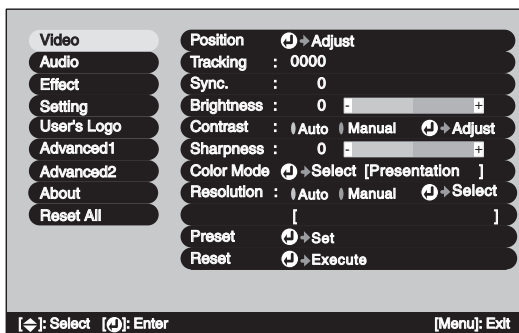 Video
Audio
Effect
Setting
User's Logo
Advanced1
Advanced2
About
Reset All
Position Adjust
Tracking : 0000
Sync. : 0
Brightness : 0 - +
Contrast : Auto Manual Adjust
Sharpness : 0 - +
Color Mode Select [Presentation ]
Resolution : Auto Manual Select
[ ]
Preset Set
Reset Execute
[ ]: Select [ ]: Enter [Menu]: Exit